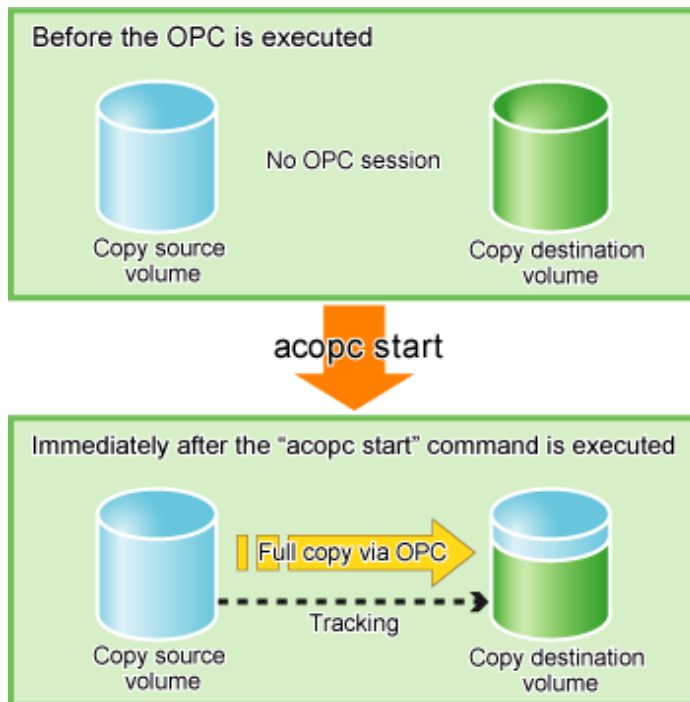 Before the OPC is executed
No OPC session
Copy source
volume
Copy destination
volume
acopc start
Immediately after the “acopc start” command is executed
Full copy via OPC
Tracking
Copy source
volume
Copy destination
volume